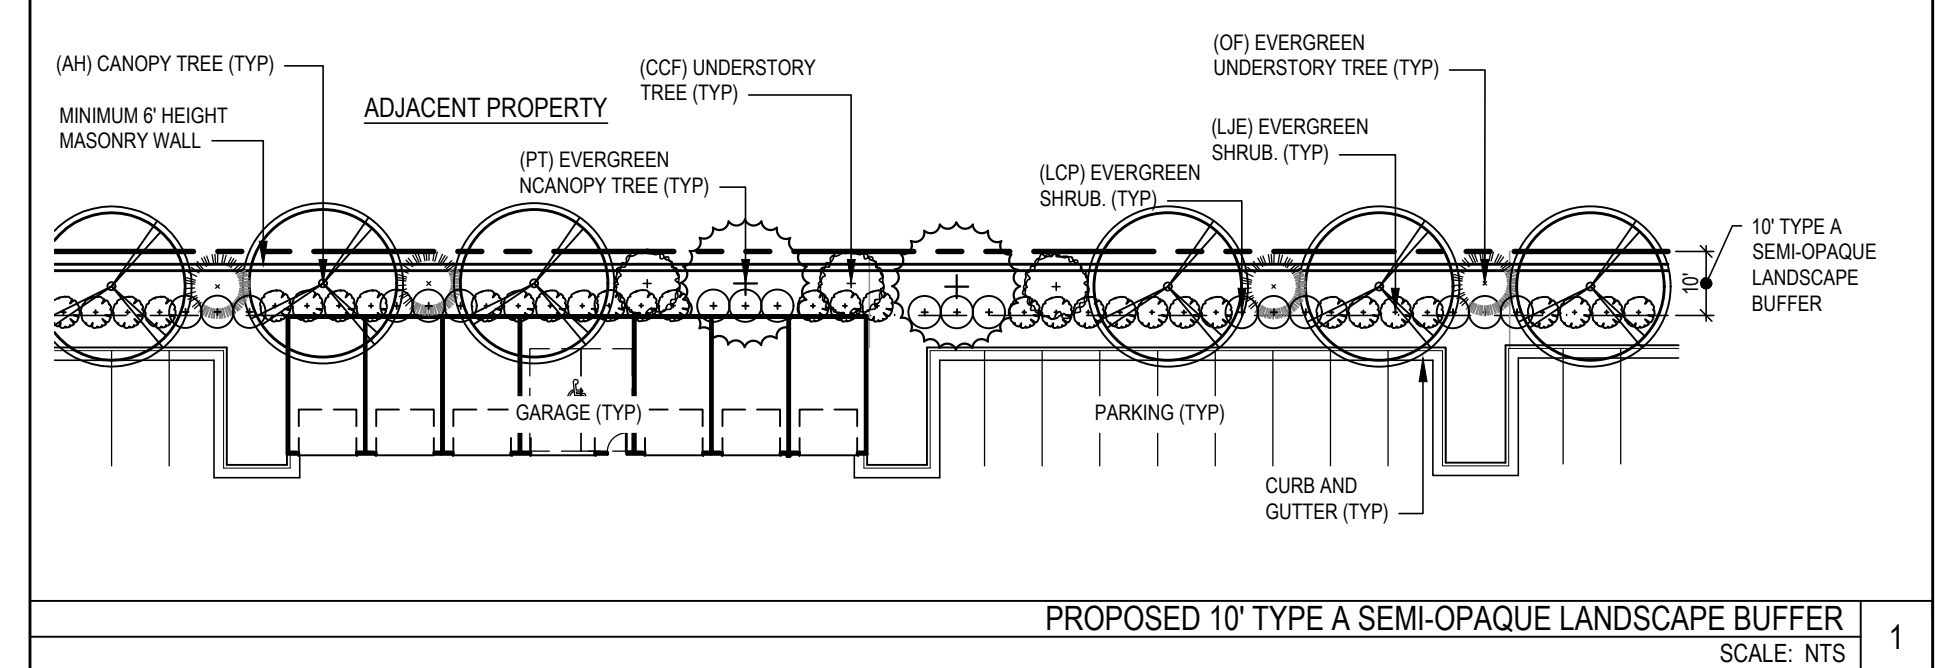 (AH) CANOPY TREE (TYP)
MINIMUM 6' HEIGHT
MASONRY WALL
ADJACENT PROPERTY
(CCF) UNDERSTORY
TREE (TYP)
(PT) EVERGREEN
NCANOPY TREE (TYP)
(OF) EVERGREEN
UNDERSTORY TREE (TYP)
(LJE) EVERGREEN
SHRUB. (TYP)
(LCP) EVERGREEN
SHRUB. (TYP)
10'
10' TYPE A
SEMI-OPAQUE
LANDSCAPE
BUFFER
GARAGE (TYP)
PARKING (TYP)
CURB AND
GUTTER (TYP)
PROPOSED 10' TYPE A SEMI-OPAQUE LANDSCAPE BUFFER
SCALE: NTS
1